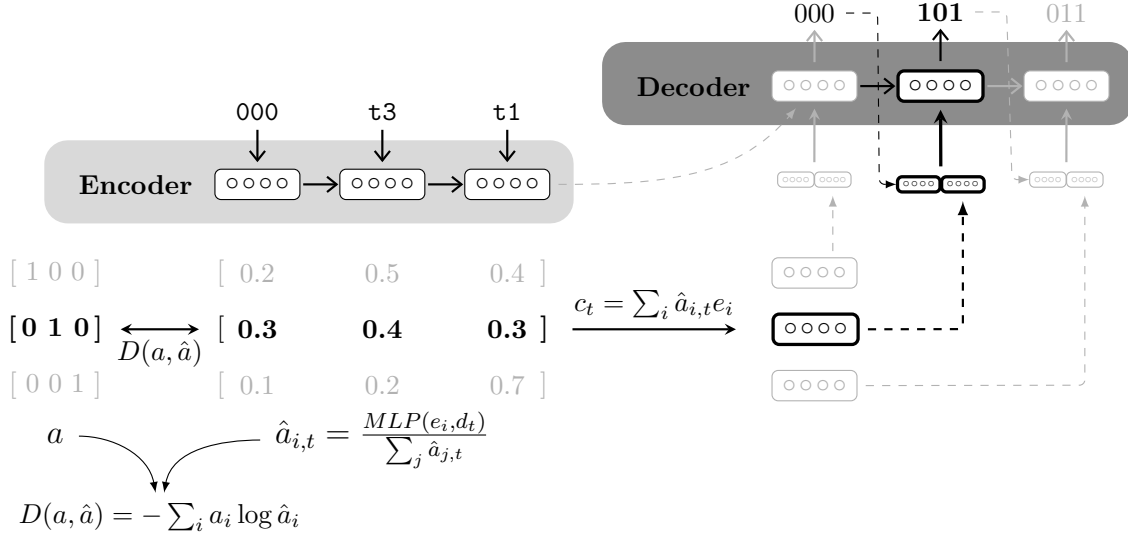 000 101 011
Decoder
000 t3 t1
Encoder
[ 1 0 0 ] [ 0.2 0.5 0.4 ]
[0 1 0] D(a, â) [ 0.3 0.4 0.3 ] c_t = ∑_i â_{i,t} e_i
[ 0 0 1 ] [ 0.1 0.2 0.7 ]
a â_{i,t} = \frac{MLP(e_i,d_t)}{∑_j â_{j,t}}
D(a, â) = − ∑_i a_i log â_i